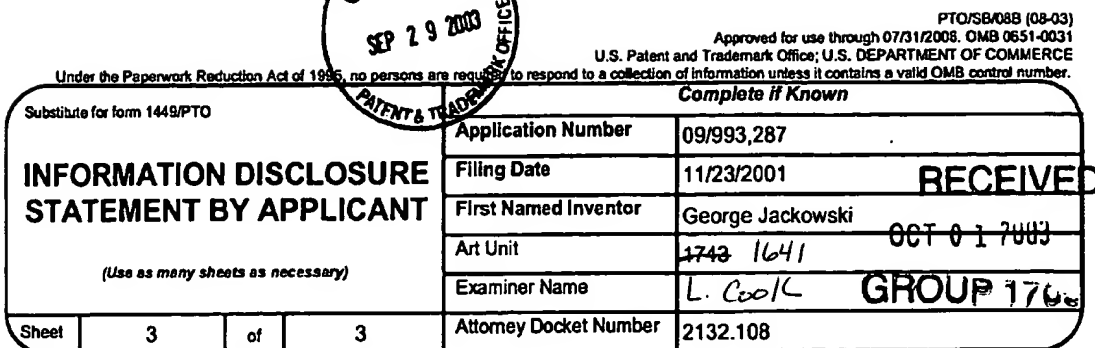 PTO/SB/08B (08-03)
Approved for use through 07/31/2006. OMB 0651-0031
U.S. Patent and Trademark Office; U.S. DEPARTMENT OF COMMERCE
Under the Paperwork Reduction Act of 1995, no persons are required to respond to a collection of information unless it contains a valid OMB control number.
SEP 29 2003
PATENT & TRADEMARK OFFICE
Substitute for form 1449/PTO
INFORMATION DISCLOSURE
STATEMENT BY APPLICANT
(Use as many sheets as necessary)
Sheet 3 of 3
Complete if Known
Application Number 09/993,287
Filing Date 11/23/2001
First Named Inventor George Jackowski
Art Unit 1743 1641
Examiner Name L. Cook
Attorney Docket Number 2132.108
RECEIVED
OCT 01 2003
GROUP